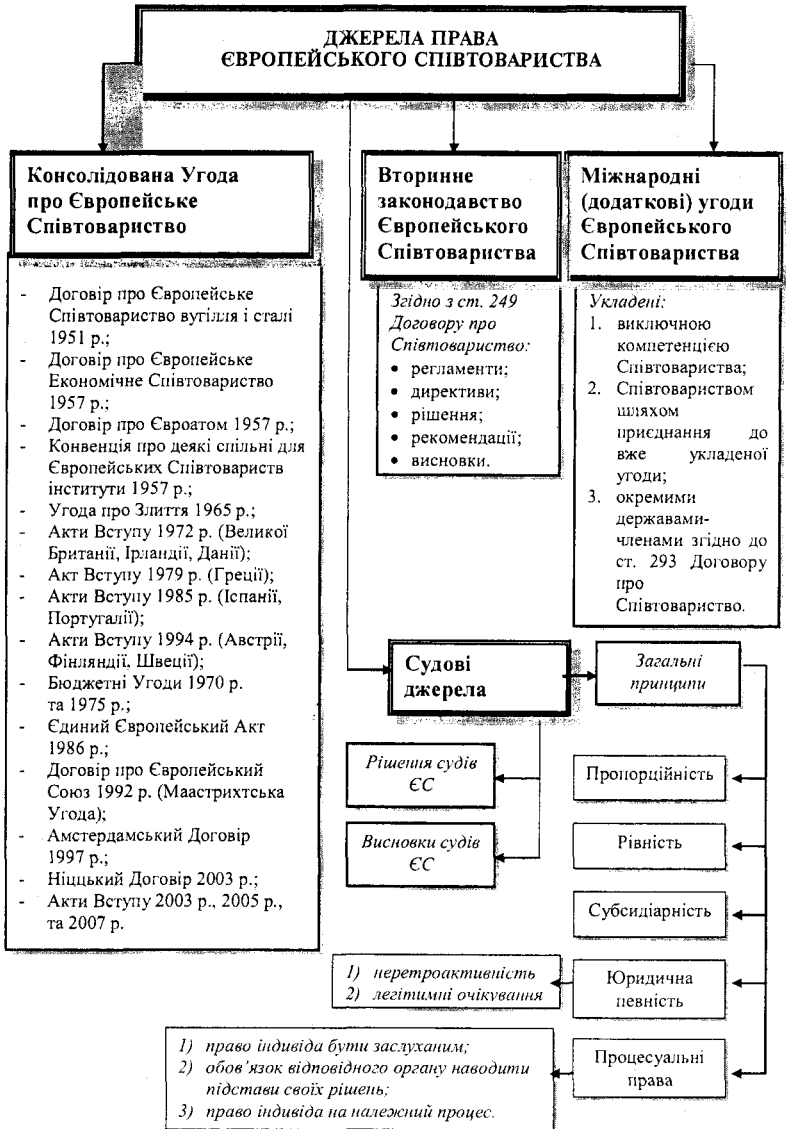 ДЖЕРЕЛА ПРАВА
ЄВРОПЕЙСЬКОГО СПІВТОВАРИСТВА
Консолідована Угода
про Європейське
Співтовариство
- Договір про Європейське
Співтовариство вугілля і сталі
1951 р.;
- Договір про Європейське
Економічне Співтовариство
1957 р.;
- Договір про Євроатом 1957 р.;
- Конвенція про деякі спільні для
Європейських Співтовариств
інститути 1957 р.;
- Угода про Злиття 1965 р.;
- Акти Вступу 1972 р. (Великої
Британії, Ірландії, Данії);
- Акт Вступу 1979 р. (Греції);
- Акти Вступу 1985 р. (Іспанії,
Португалії);
- Акти Вступу 1994 р. (Австрії,
Фінляндії, Швеції);
- Бюджетні Угоди 1970 р.
та 1975 р.;
- Єдиний Європейський Акт
1986 р.;
- Договір про Європейський
Союз 1992 р. (Маастрихтська
Угода);
- Амстердамський Договір
1997 р.;
- Ніццький Договір 2003 р.;
- Акти Вступу 2003 р., 2005 р.,
та 2007 р.
Вторинне
законодавство
Європейського
Співтовариства
Згідно з ст. 249
Договору про
Співтовариство:
• регламенти;
• директиви;
• рішення;
• рекомендації;
• висновки.
Міжнародні
(додаткові) угоди
Європейського
Співтовариства
Укладені:
1. виключною
компетенцією
Співтовариства;
2. Співтовариством
шляхом
приєднання до
вже укладеної
угоди;
3. окремими
державами-
членами згідно до
ст. 293 Договору
про
Співтовариство.
Судові
джерела
Загальні
принципи
Рішення судів
ЄС
Висновки судів
ЄС
Пропорційність
Рівність
Субсидіарність
Юридична
певність
1) неретроактивність
2) легітимні очікування
Процесуальні
права
1) право індивіда бути заслуханим;
2) обов'язок відповідного органу наводити
підстави своїх рішень;
3) право індивіда на належний процес.